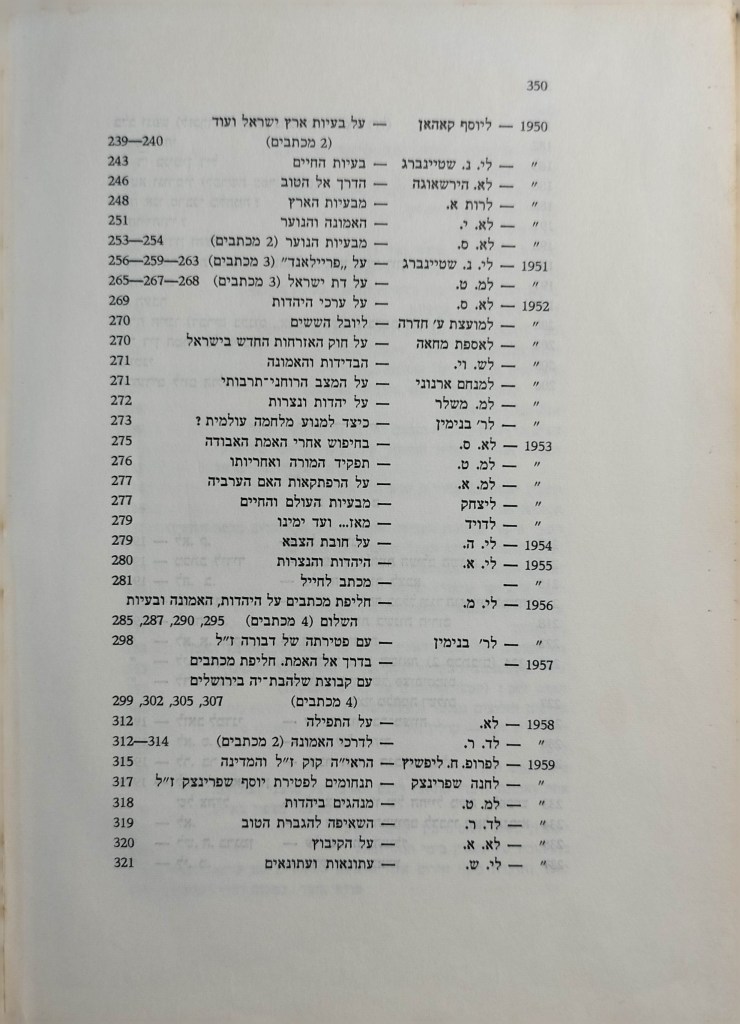 350
1950 — ליוסף קאהאן — על בעיות ארץ ישראל ועוד
(2 מכתבים) 239—240
״ — לי. נ. שטיינברג — בעיות החיים 243
״ — לא. הירשאוגה — הדרך אל הטוב 246
״ — לרות א. — מבעיות הארץ 248
״ — לא. י. — האמונה והנוער 251
״ — לא. ס. — מבעיות הנוער (2 מכתבים) 253—254
1951 — לי. נ. שטיינברג — על „פריילאנד״ (3 מכתבים) 256—259—263
״ — למ. ט. — על דת ישראל (3 מכתבים) 265—267—268
1952 — לא. ס. — על ערכי היהדות 269
״ — למועצת ע׳ חדרה — ליובל הששים 270
״ — לאספת מחאה — על חוק האזרחות החדש בישראל 270
״ — לש. וי. — הבדידות והאמונה 271
״ — למנחם ארנוני — על המצב הרוחני־תרבותי 271
״ — למ. משלר — על יהדות ונצרות 272
״ — לר׳ בנימין — כיצד למנוע מלחמה עולמית ? 273
1953 — לא. ס. — בחיפוש אחרי האמת האבודה 275
״ — למ. ט. — תפקיד המורה ואחריותו 276
״ — למ. א. — על הרפתקאות האם הערביה 277
״ — ליצחק — מבעיות העולם והחיים 277
״ — לדויד — מאז... ועד ימינו 279
1954 — לי. ה. — על חובת הצבא 279
1955 — לי. א. — היהדות והנצרות 280
״ — — מכתב לחייל 281
1956 — לי. מ. — חליפת מכתבים על היהדות, האמונה ובעיות
השלום (4 מכתבים) 285, 287, 290, 295
״ — לר׳ בנימין — עם פטירתה של דבורה ז״ל 298
1957 — — בדרך אל האמת. חליפת מכתבים
עם קבוצת שלהבת־יה בירושלים
(4 מכתבים) 299, 302, 305, 307
1958 — לא. — על התפילה 312
״ — לד. ר. — לדרכי האמונה (2 מכתבים) 312—314
1959 — לפרופ. ח. ליפשיץ — הראי״ה קוק ז״ל והמדינה 315
״ — לחנה שפרינצק — תנחומים לפטירת יוסף שפרינצק ז״ל 317
״ — למ. ט. — מנהגים ביהדות 318
״ — לד. ר. — השאיפה להגברת הטוב 319
״ — לא. א. — על הקיבוץ 320
״ — לי. ש. — עתונאות ועתונאים 321